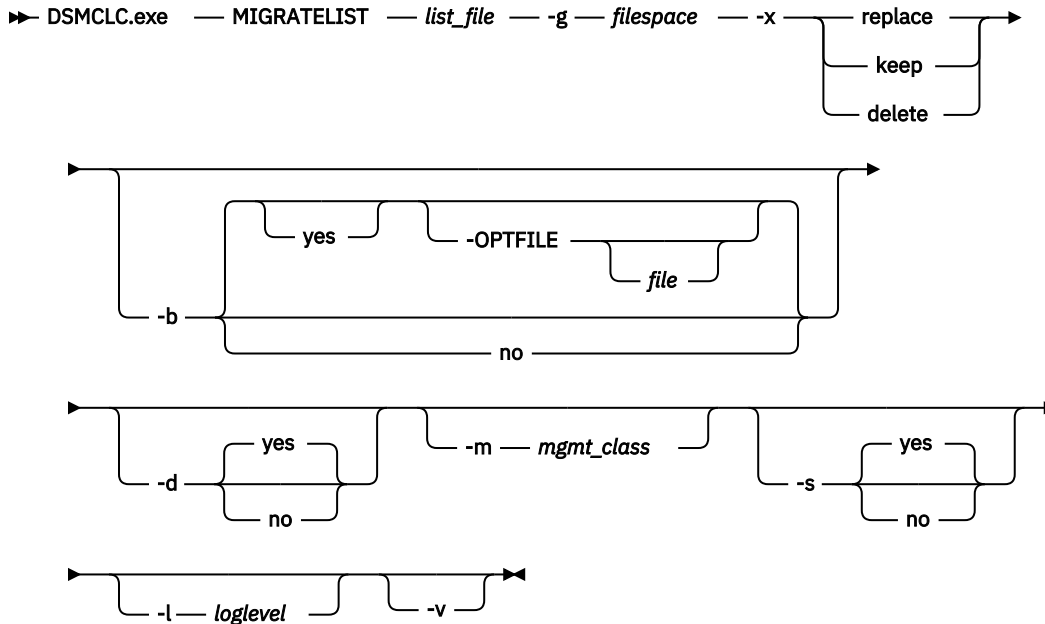 DSMCLC.exe MIGRATELIST list_file -g filespace -x replace
keep
delete
yes
-OPTFILE
file
-b
no
yes
-m mgmt_class
yes
-d
-s
no
no
-l loglevel
-v